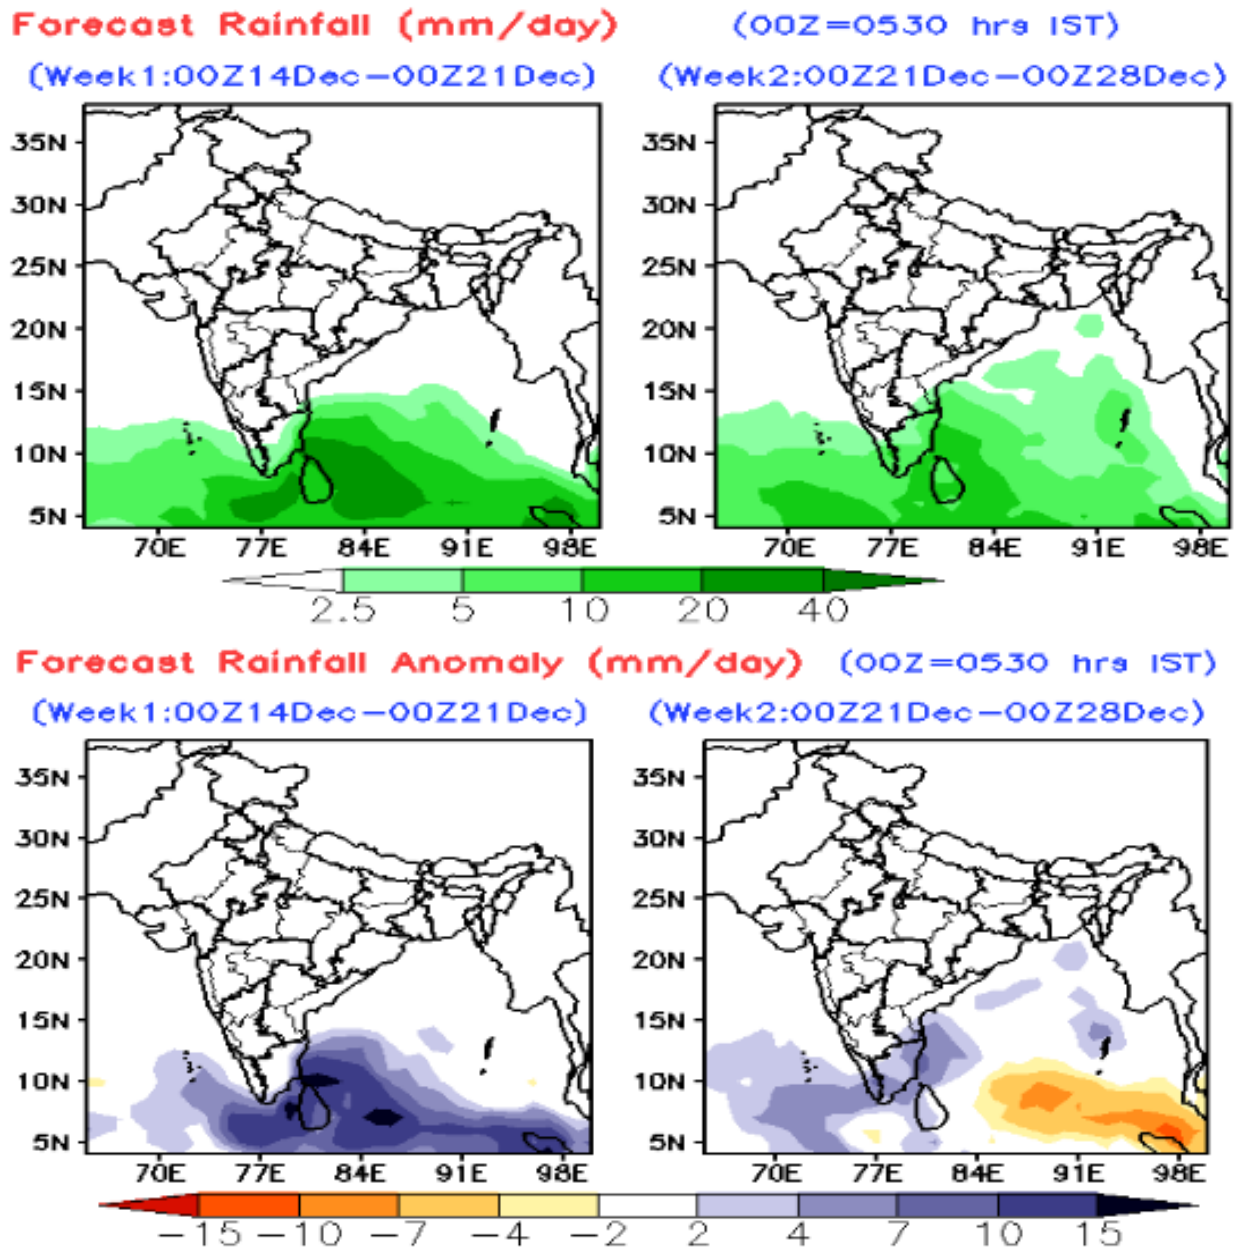 Forecast Rainfall (mm/day) (00Z=0530 hrs IST)
(Week1:00Z14Dec-00Z21Dec) (Week2:00Z21Dec-00Z28Dec)
35N 35N
30N 30N
25N 25N
20N 20N
15N 15N
10N 10N
5N 5N
70E 77E 84E 91E 98E 70E 77E 84E 91E 98E
2.5 5 10 20 40
Forecast Rainfall Anomaly (mm/day) (00Z=0530 hrs IST)
(Week1:00Z14Dec-00Z21Dec) (Week2:00Z21Dec-00Z28Dec)
35N 35N
30N 30N
25N 25N
20N 20N
15N 15N
10N 10N
5N 5N
70E 77E 84E 91E 98E 70E 77E 84E 91E 98E
-15 -10 -7 -4 -2 2 4 7 10 15